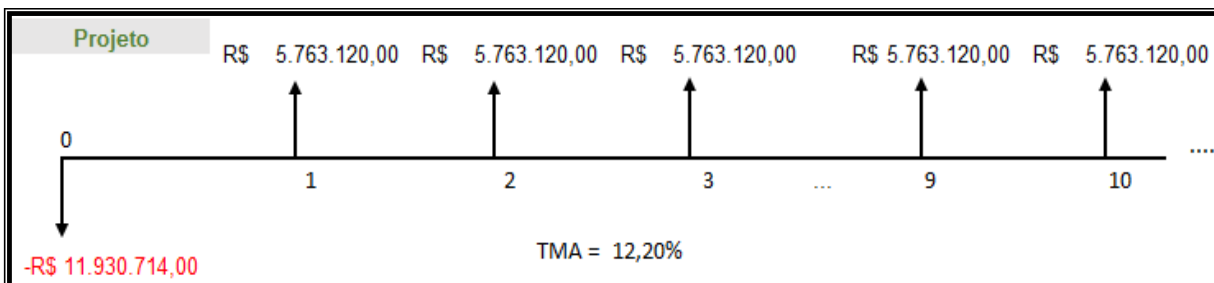 Projeto
R$ 5.763.120,00 R$ 5.763.120,00 R$ 5.763.120,00 R$ 5.763.120,00 R$ 5.763.120,00
0
....
1 2 3 ... 9 10
TMA = 12,20%
-R$ 11.930.714,00